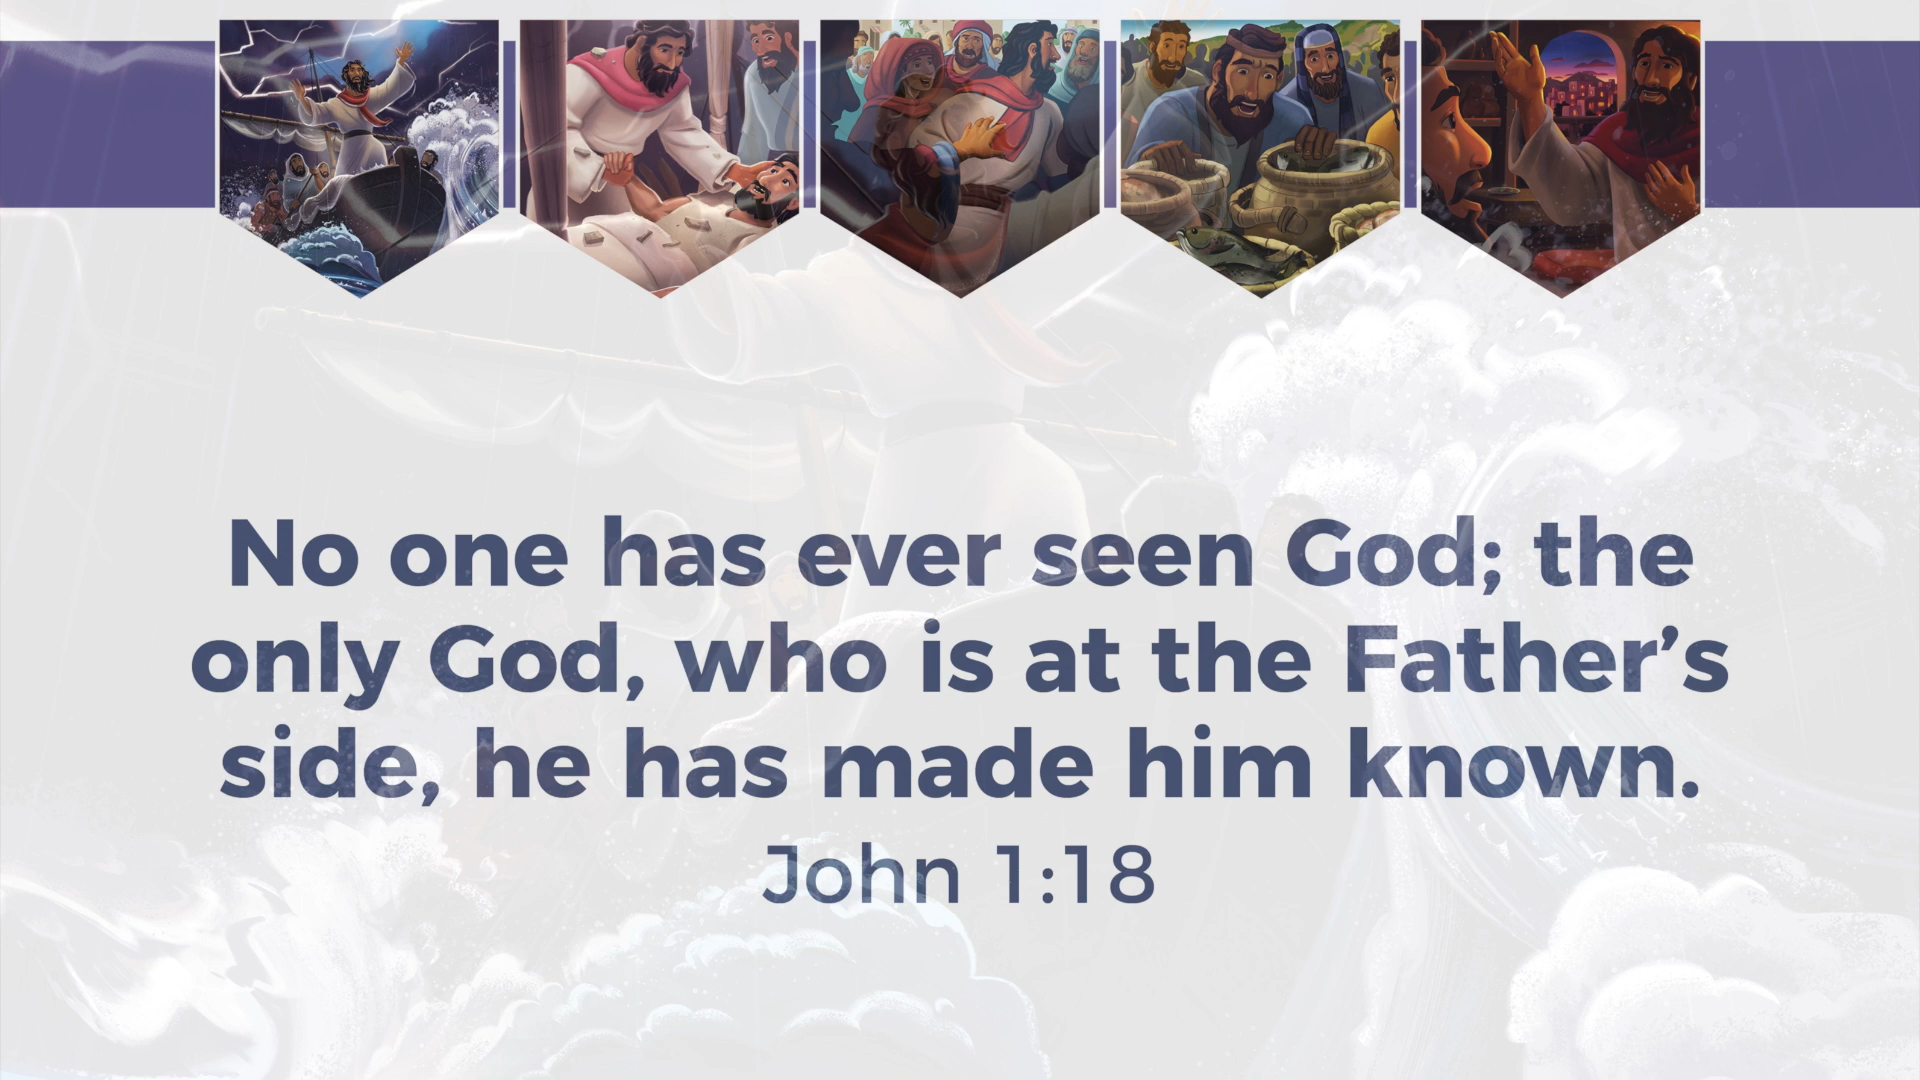 No one has ever seen God; the
only God, who is at the Father’s
side, he has made him known.
John 1:18